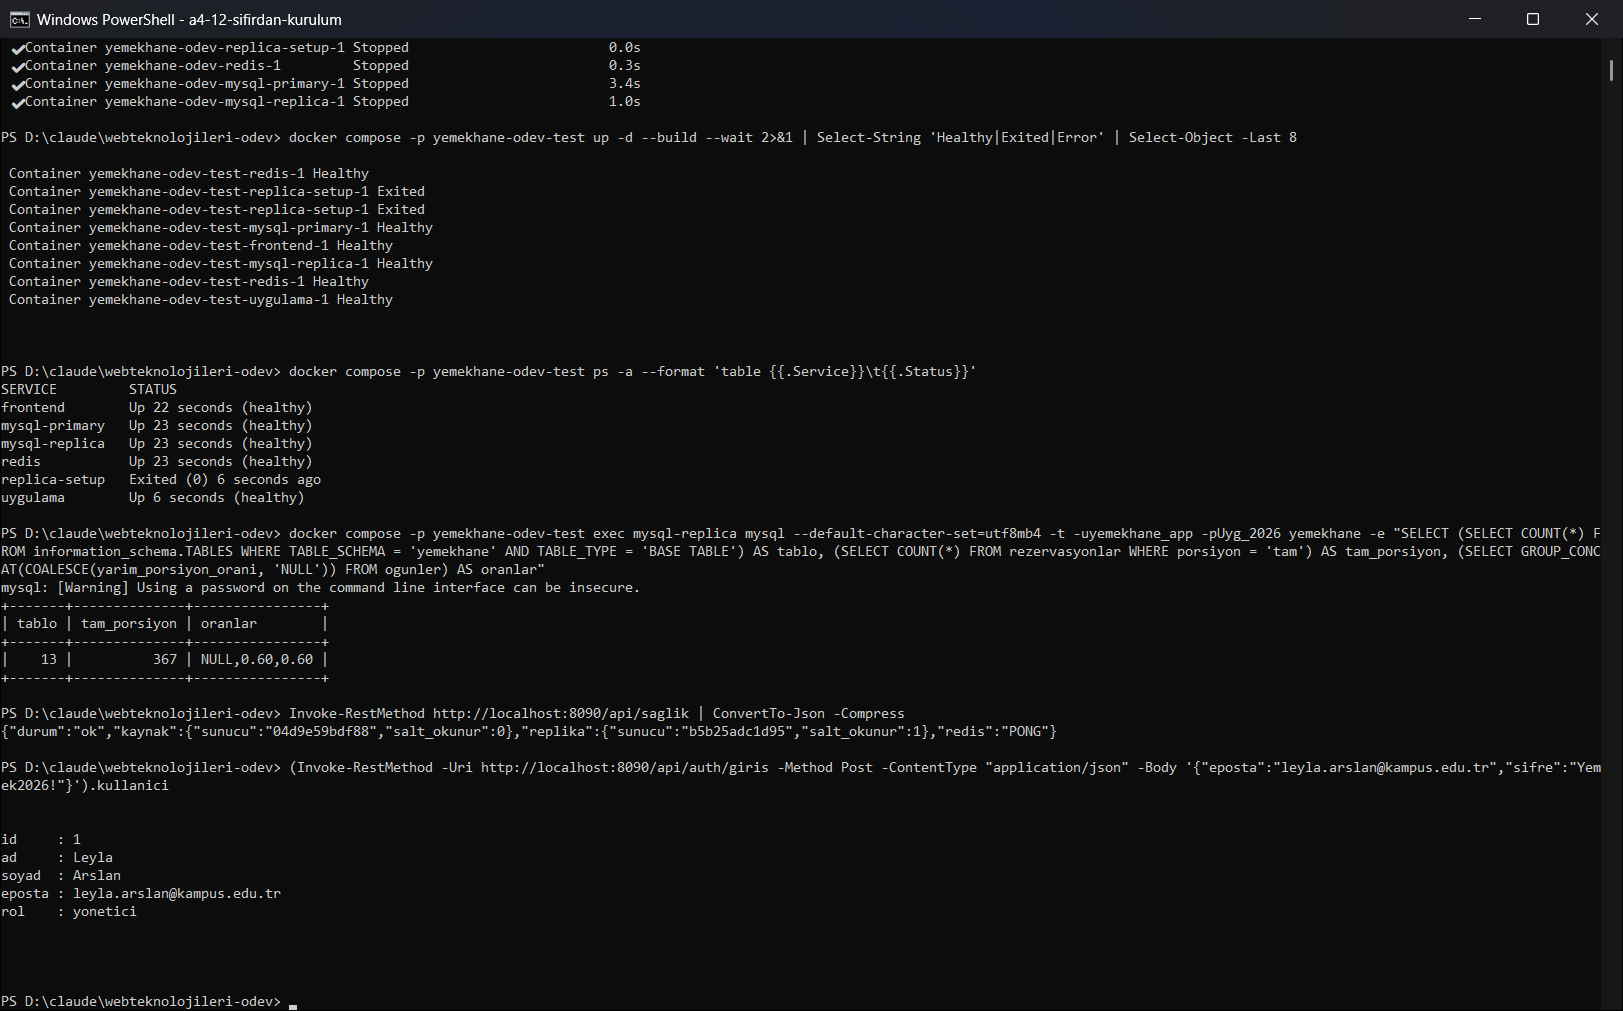 Windows PowerShell - a4-12-sifirdan-kurulum
✔Container yemekhane-odev-replica-setup-1 Stopped                         0.0s
✔Container yemekhane-odev-redis-1         Stopped                         0.3s
✔Container yemekhane-odev-mysql-primary-1 Stopped                         3.4s
✔Container yemekhane-odev-mysql-replica-1 Stopped                         1.0s
PS D:\claude\webteknolojileri-odev> docker compose -p yemekhane-odev-test up -d --build --wait 2>&1 | Select-String 'Healthy|Exited|Error' | Select-Object -Last 8
Container yemekhane-odev-test-redis-1 Healthy
Container yemekhane-odev-test-replica-setup-1 Exited
Container yemekhane-odev-test-replica-setup-1 Exited
Container yemekhane-odev-test-mysql-primary-1 Healthy
Container yemekhane-odev-test-frontend-1 Healthy
Container yemekhane-odev-test-mysql-replica-1 Healthy
Container yemekhane-odev-test-redis-1 Healthy
Container yemekhane-odev-test-uygulama-1 Healthy
PS D:\claude\webteknolojileri-odev> docker compose -p yemekhane-odev-test ps -a --format 'table {{.Service}}\t{{.Status}}'
SERVICE         STATUS
frontend        Up 22 seconds (healthy)
mysql-primary   Up 23 seconds (healthy)
mysql-replica   Up 23 seconds (healthy)
redis           Up 23 seconds (healthy)
replica-setup   Exited (0) 6 seconds ago
uygulama        Up 6 seconds (healthy)
PS D:\claude\webteknolojileri-odev> docker compose -p yemekhane-odev-test exec mysql-replica mysql --default-character-set=utf8mb4 -t -uyemekhane_app -pUyg_2026 yemekhane -e "SELECT (SELECT COUNT(*) F
ROM information_schema.TABLES WHERE TABLE_SCHEMA = 'yemekhane' AND TABLE_TYPE = 'BASE TABLE') AS tablo, (SELECT COUNT(*) FROM rezervasyonlar WHERE porsiyon = 'tam') AS tam_porsiyon, (SELECT GROUP_CONC
AT(COALESCE(yarim_porsiyon_orani, 'NULL')) FROM ogunler) AS oranlar"
mysql: [Warning] Using a password on the command line interface can be insecure.
+-------+--------------+----------------+
| tablo | tam_porsiyon | oranlar        |
+-------+--------------+----------------+
|    13 |          367 | NULL,0.60,0.60 |
+-------+--------------+----------------+
PS D:\claude\webteknolojileri-odev> Invoke-RestMethod http://localhost:8090/api/saglik | ConvertTo-Json -Compress
{"durum":"ok","kaynak":{"sunucu":"04d9e59bdf88","salt_okunur":0},"replika":{"sunucu":"b5b25adc1d95","salt_okunur":1},"redis":"PONG"}
PS D:\claude\webteknolojileri-odev> (Invoke-RestMethod -Uri http://localhost:8090/api/auth/giris -Method Post -ContentType "application/json" -Body '{"eposta":"leyla.arslan@kampus.edu.tr","sifre":"Yem
ek2026!"}').kullanici
id     : 1
ad     : Leyla
soyad  : Arslan
eposta : leyla.arslan@kampus.edu.tr
rol    : yonetici
PS D:\claude\webteknolojileri-odev>